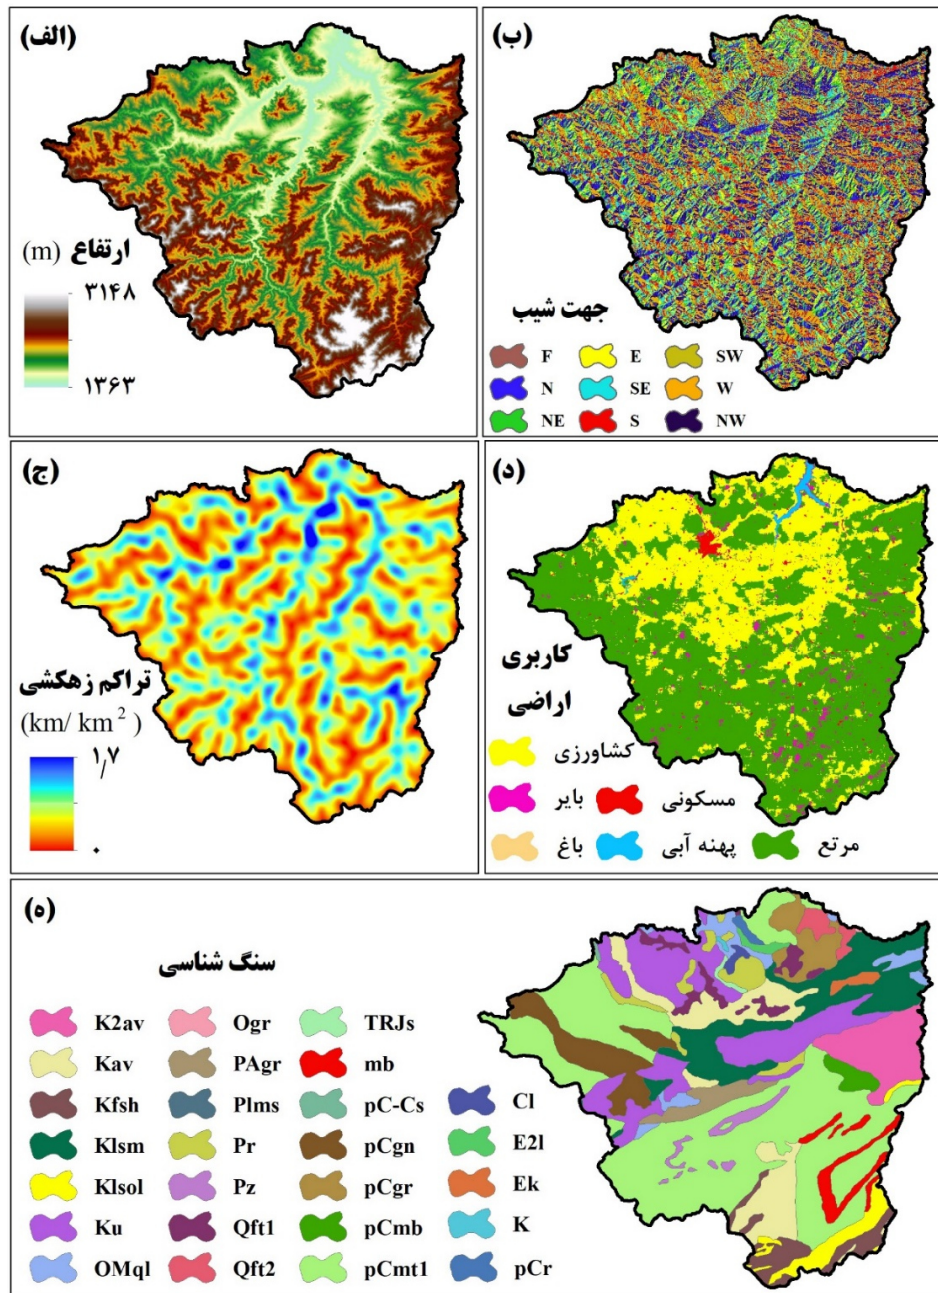 (الف)
ارتفاع (m)
۳۱۴۸
۱۳۶۳
(ب)
جهت شیب
F E SW
N SE W
NE S NW
(ج)
تراکم زهکشی
(km/ km²)
۱/۷
۰
(د)
کاربری
اراضی
کشاورزی
بایر مسکونی
باغ پهنه آبی مرتع
(ه)
سنگ شناسی
K2av Ogr TRJs
Kav PAgr mb
Kfsh Plms pC-Cs Cl
Klsm Pr pCgn E2l
Klsol Pz pCgr Ek
Ku Qft1 pCmb K
OMql Qft2 pCmt1 pCr